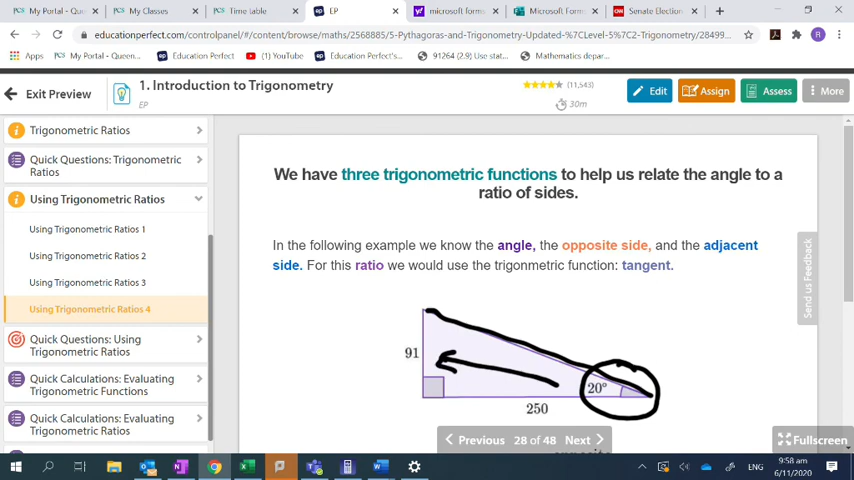 My Portal - Que
My Classes
Time table
EP
microsoft form
Microsoft Form
Senate Election
educationperfect.com/controlpanel/#/content/browse/maths/2568885/5-Pythagoras-and-Trigonometry-Updated-%7CLevel-5%7C2-Trigonometry/28499...
R
Apps
My Portal - Queen...
Education Perfect
(1) YouTube
Education Perfect's...
91264 (2.9) Use stat...
Mathematics depar...
Exit Preview
1. Introduction to Trigonometry
EP
(11,543)
30m
Edit
Assign
Assess
More
Trigonometric Ratios
Quick Questions: Trigonometric
Ratios
Using Trigonometric Ratios
Using Trigonometric Ratios 1
Using Trigonometric Ratios 2
Using Trigonometric Ratios 3
Using Trigonometric Ratios 4
Quick Questions: Using
Trigonometric Ratios
Quick Calculations: Evaluating
Trigonometric Functions
Quick Calculations: Evaluating
Trigonometric Ratios
We have three trigonometric functions to help us relate the angle to a
ratio of sides.
In the following example we know the angle, the opposite side, and the adjacent
side. For this ratio we would use the trigonmetric function: tangent.
91
20°
250
Send us Feedback
Previous 28 of 48 Next
Fullscreen
ENG
9:58 am
6/11/2020